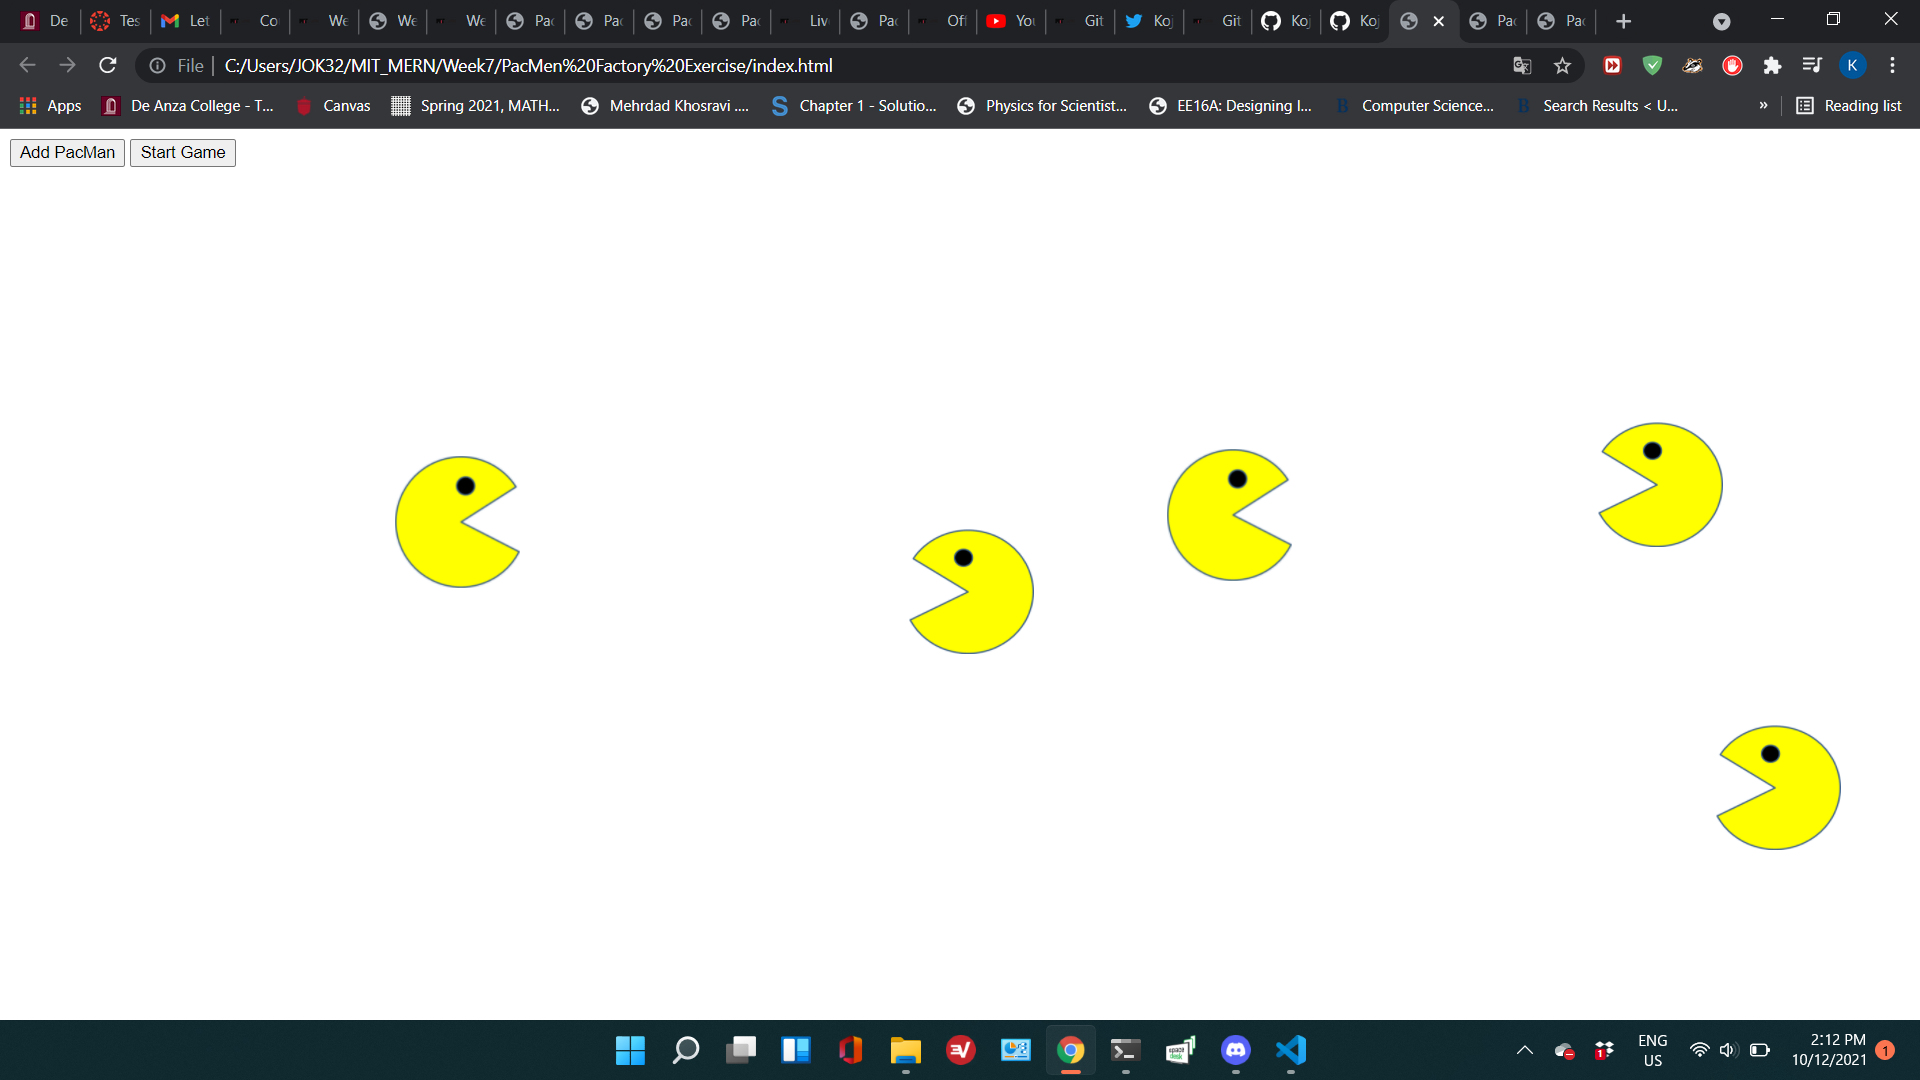 De Tes Let Co We We We Pac Pac Pac Pac Live Pac Off You Git Koj Git Koj Koj Pac Pac
File C:/Users/JOK32/MIT_MERN/Week7/PacMen%20Factory%20Exercise/index.html K
Apps De Anza College - T... Canvas Spring 2021, MATH... Mehrdad Khosravi .... S Chapter 1 - Solutio... Physics for Scientist... EE16A: Designing I... B Computer Science... B Search Results < U... » Reading list
Add PacMan Start Game
ENG 2:12 PM
US 10/12/2021 1